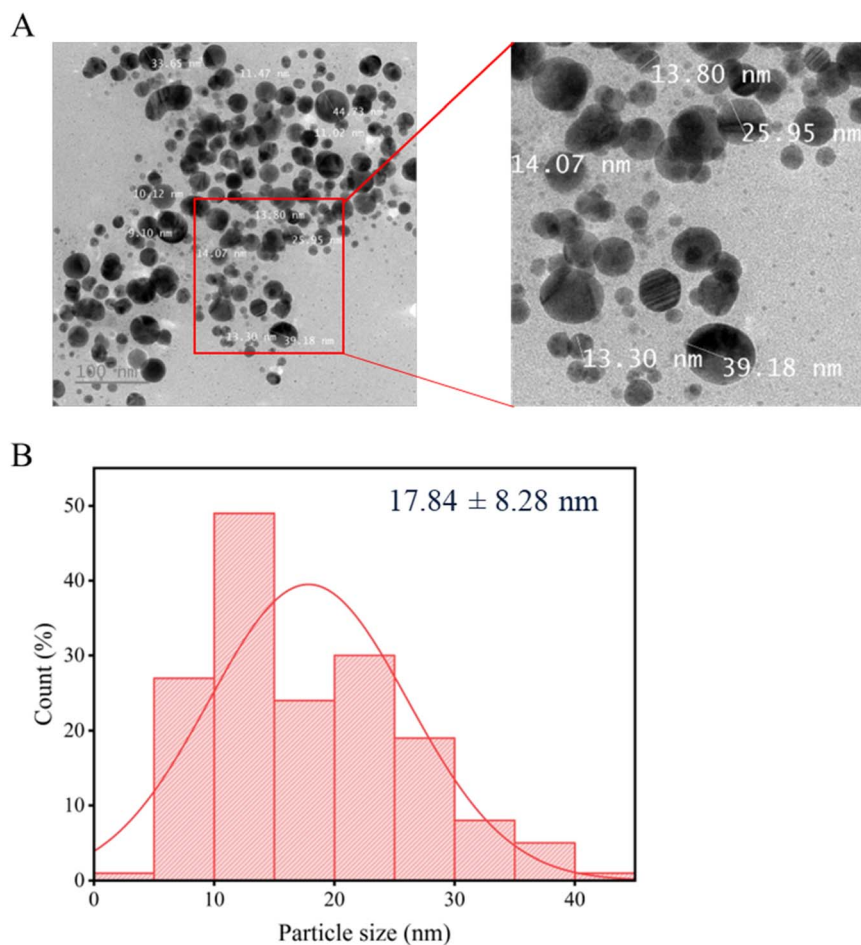 A
33.65 nm
11.47 nm
44.73 nm
11.02 nm
10.12 nm
13.80 nm
9.10 nm
25.95 nm
14.07 nm
13.30 nm
39.18 nm
100 nm
13.80 nm
25.95 nm
14.07 nm
13.30 nm
39.18 nm
B
17.84 ± 8.28 nm
Count (%)
50
40
30
20
10
0
0 10 20 30 40
Particle size (nm)